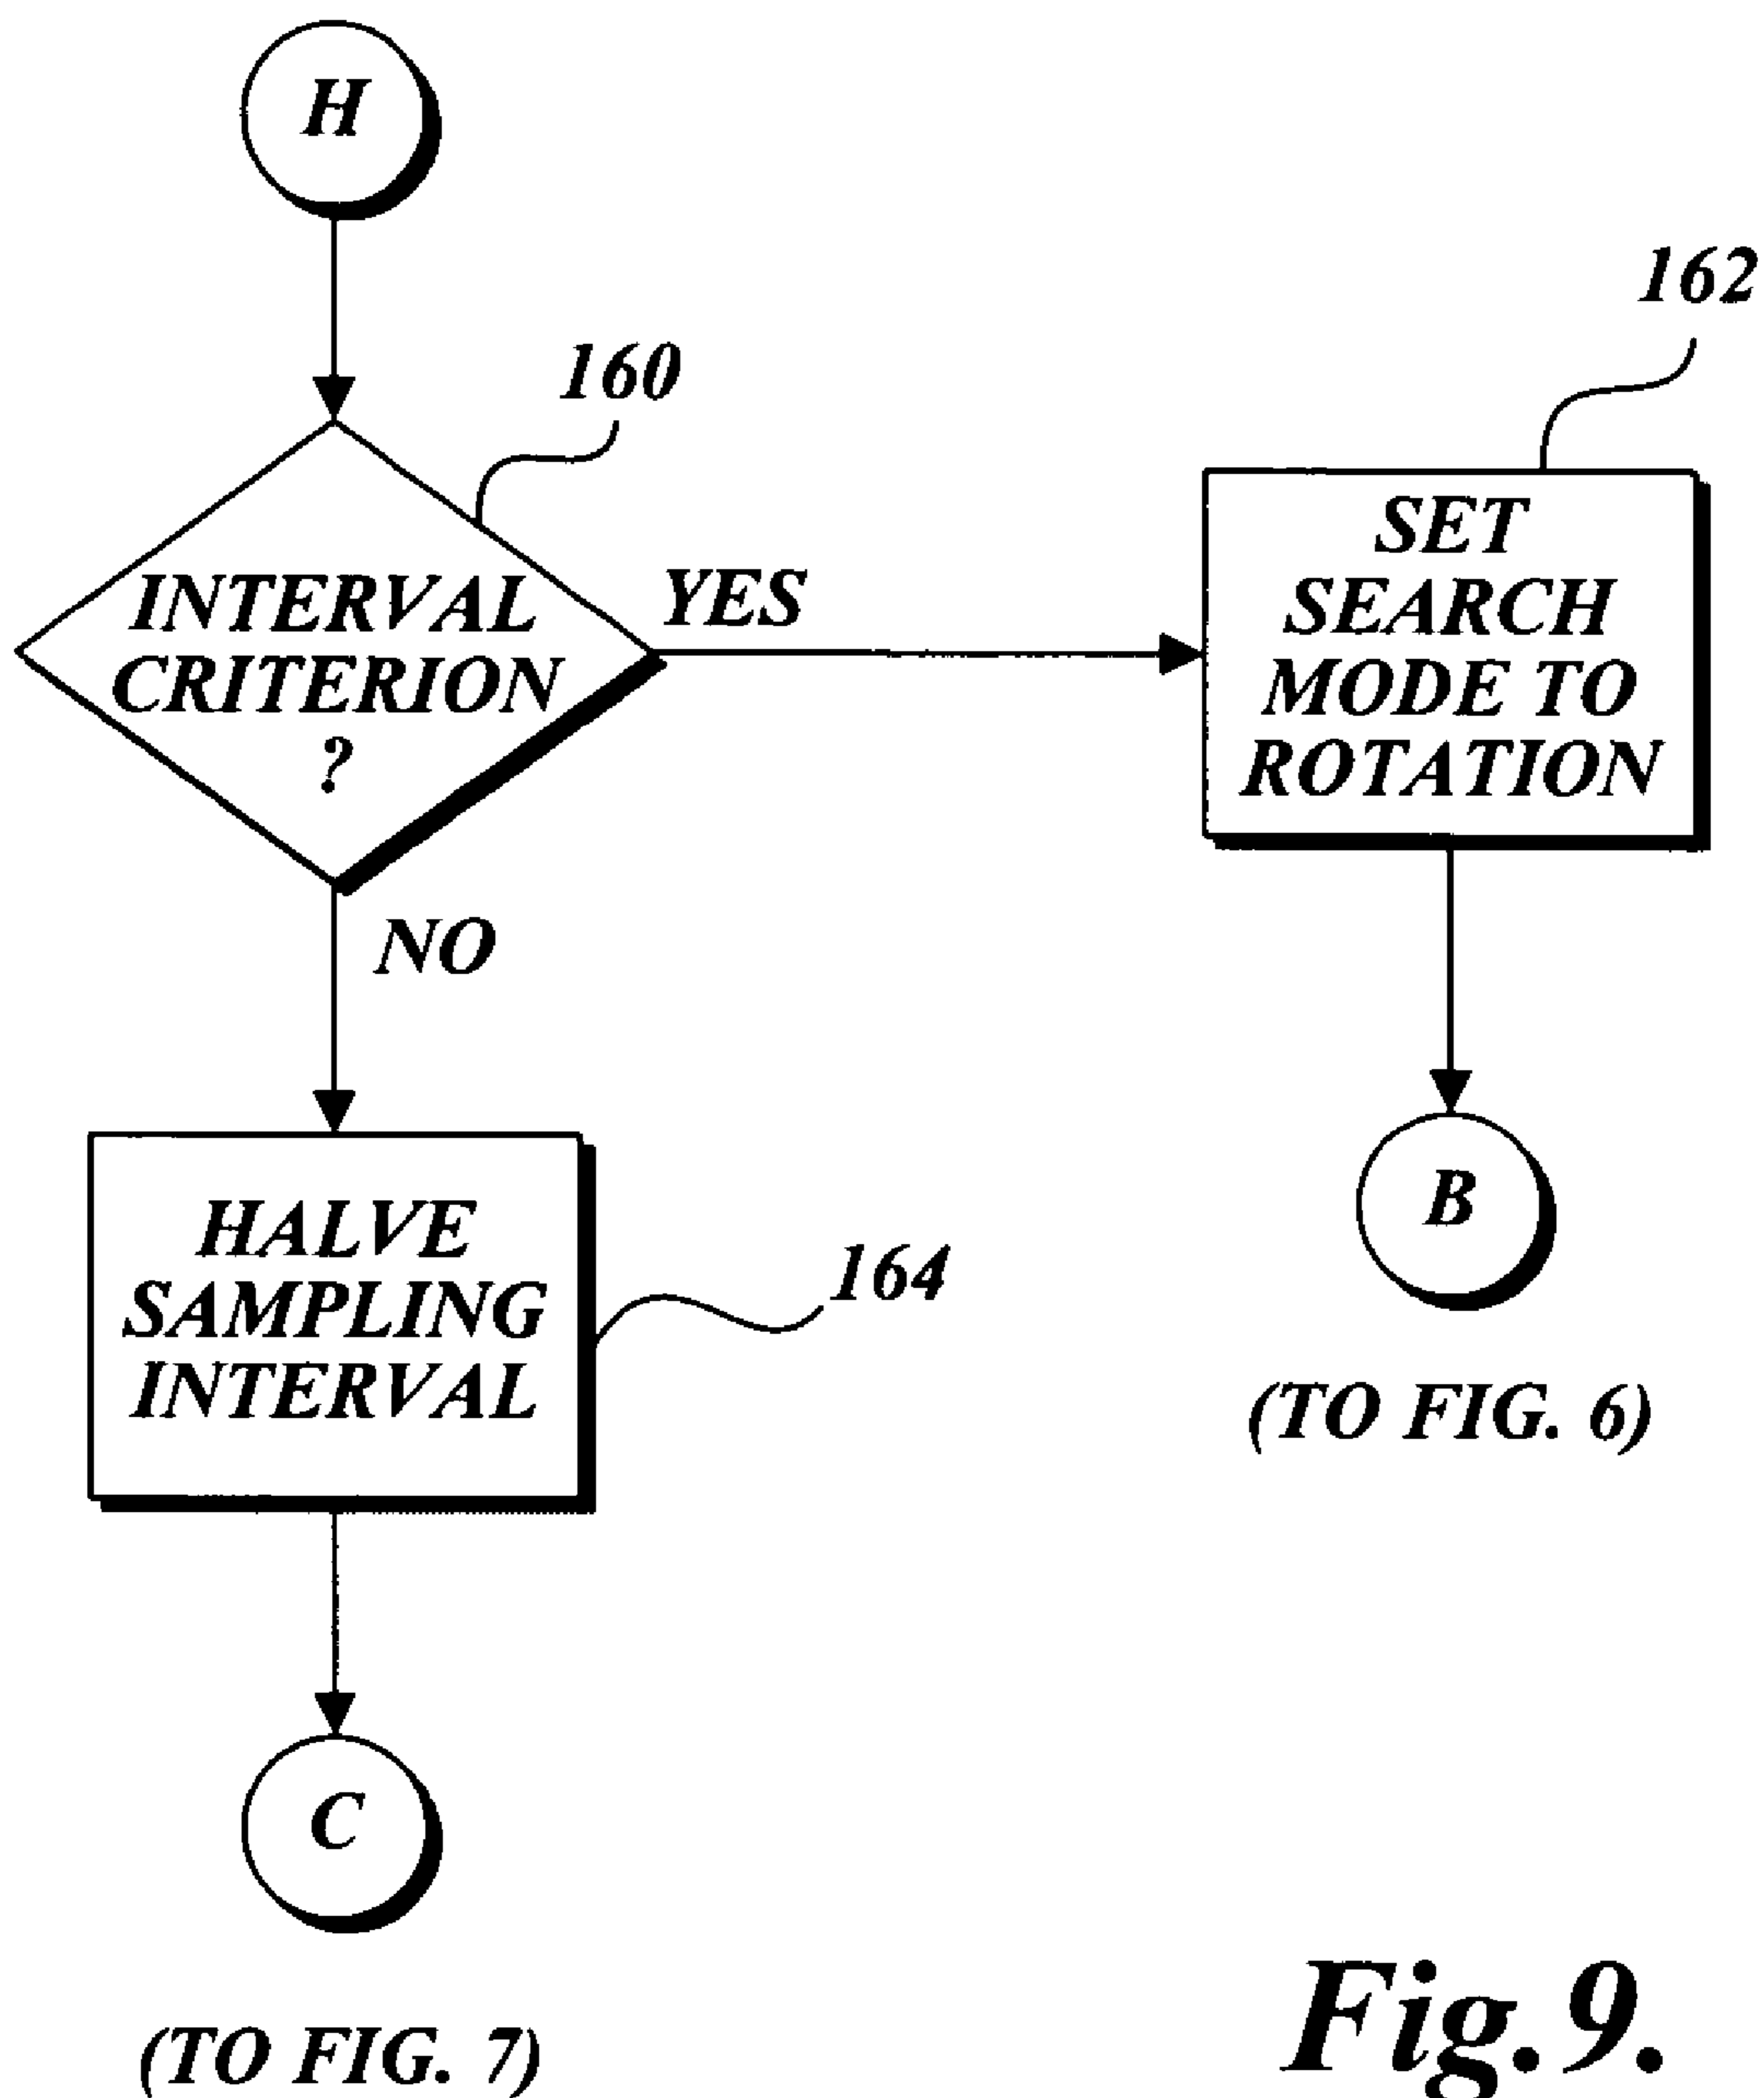 H
160
162
INTERVAL
CRITERION
?
YES
SET
SEARCH
MODE TO
ROTATION
NO
HALVE
SAMPLING
INTERVAL
164
B
(TO FIG. 6)
C
(TO FIG. 7)
Fig.9.